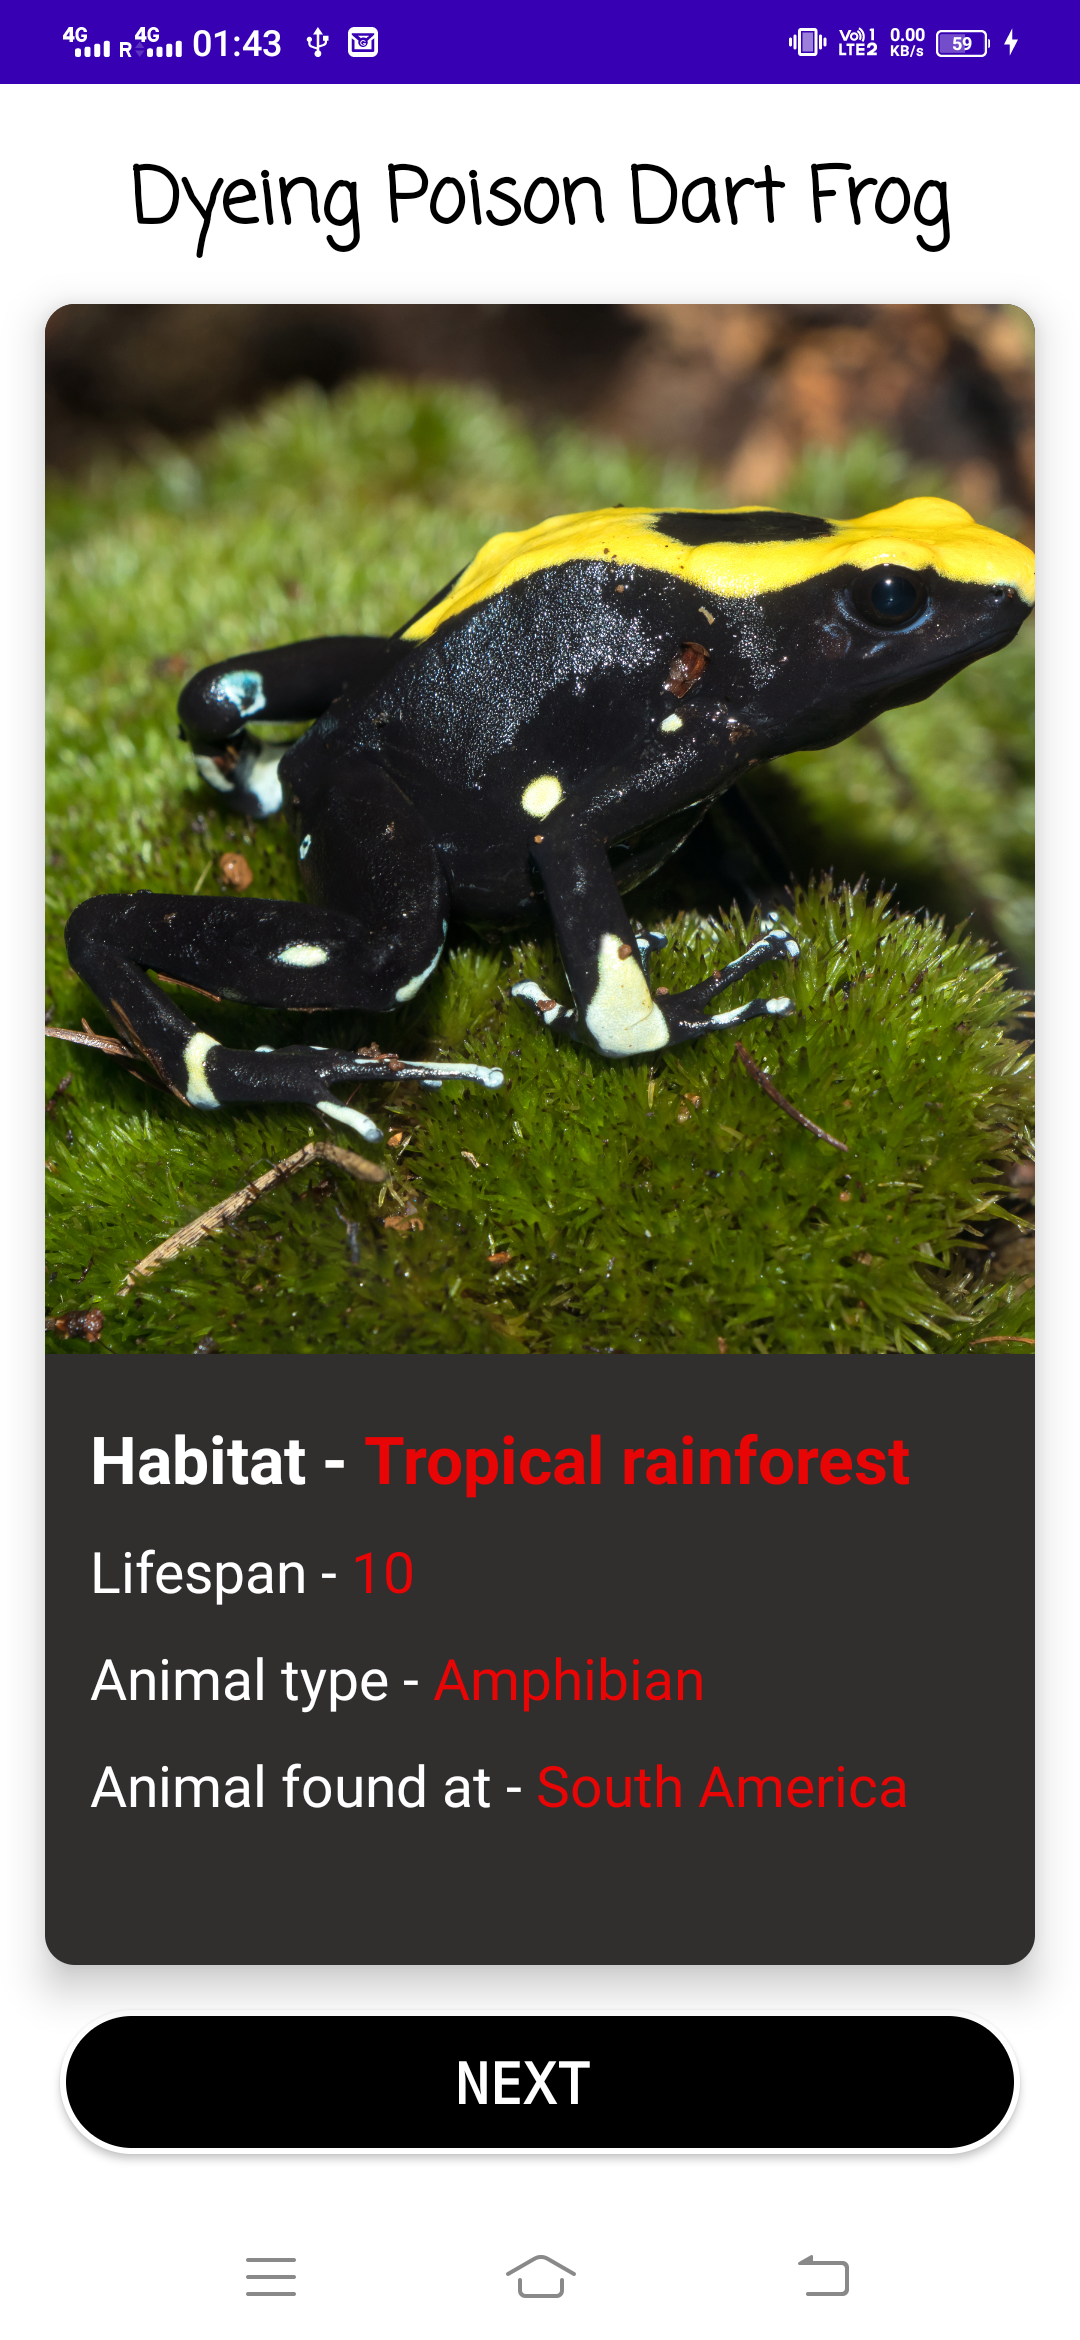 4G R 4G 01:43 Vo)) 1 LTE2 0.00 KB/s 59
Dyeing Poison Dart Frog
Habitat - Tropical rainforest
Lifespan - 10
Animal type - Amphibian
Animal found at - South America
NEXT